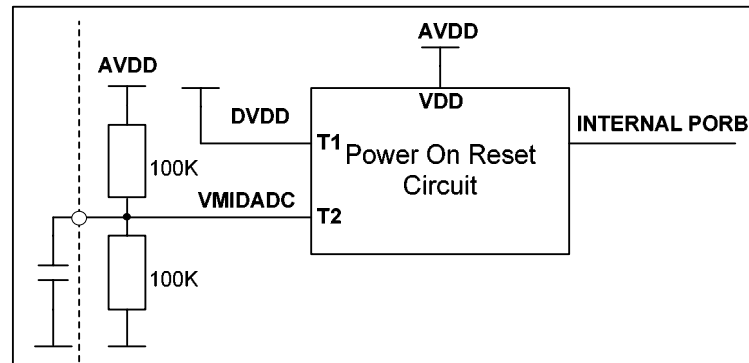 AVDD
AVDD
VDD
DVDD
T1
Power On Reset
Circuit
INTERNAL PORB
100K
VMIDADC
T2
100K